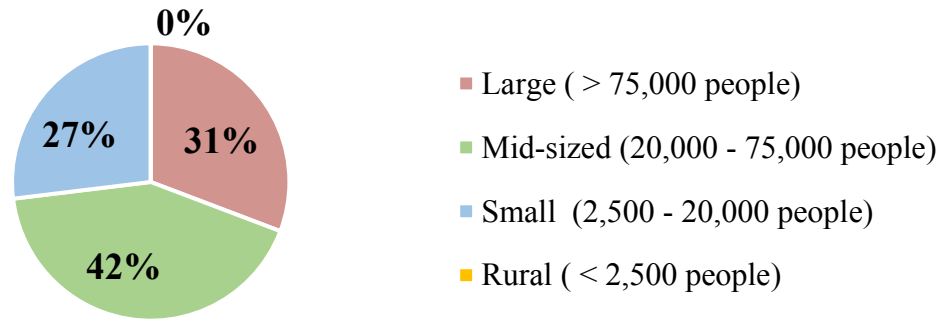 0%
27%
31%
42%
Large ( > 75,000 people)
Mid-sized (20,000 - 75,000 people)
Small  (2,500 - 20,000 people)
Rural ( < 2,500 people)